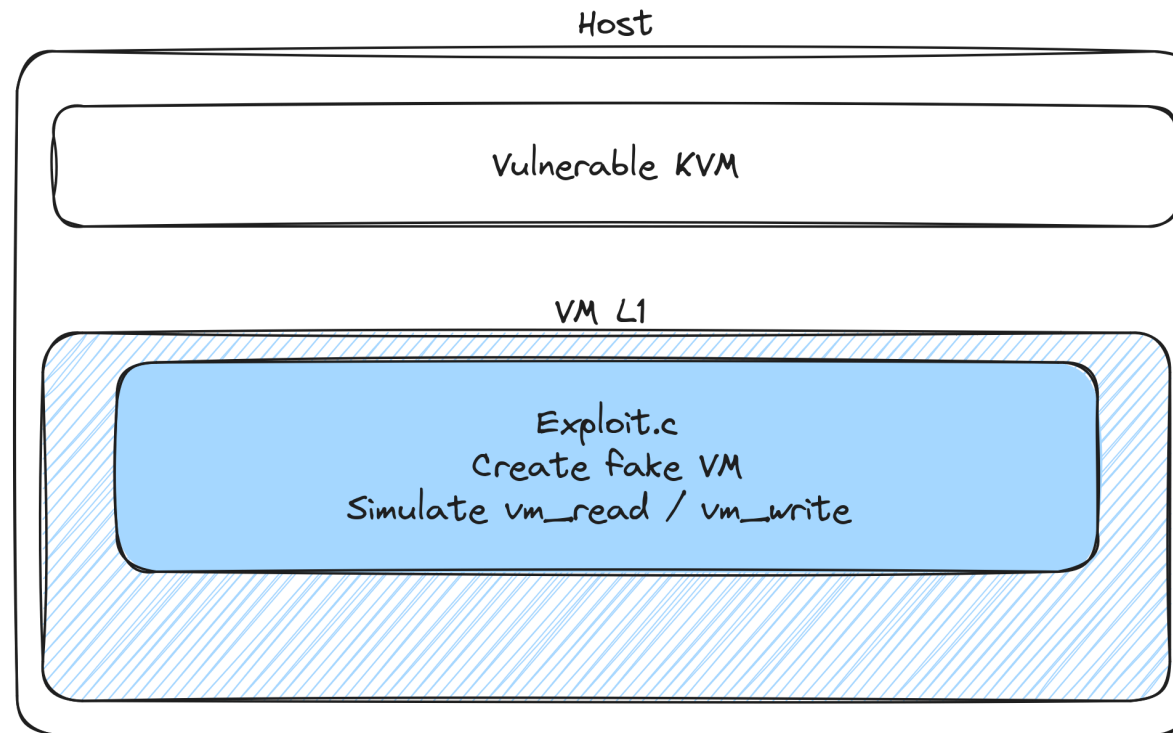 Host
Vulnerable KVM
VM L1
Exploit.c
Create fake VM
Simulate vm_read / vm_write